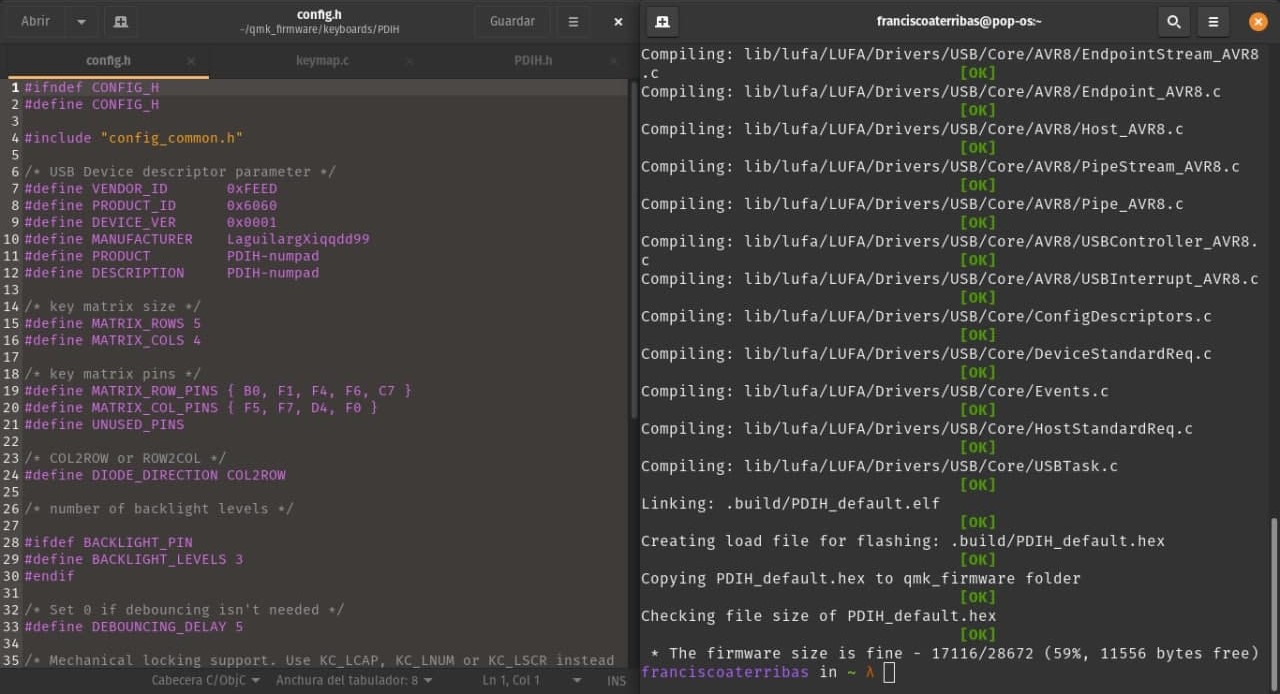 Abrir
config.h
~/qmk_firmware/keyboards/PDIH
Guardar
config.h
keymap.c
PDIH.h
1 #ifndef CONFIG_H
2 #define CONFIG_H
3
4 #include "config_common.h"
5
6 /* USB Device descriptor parameter */
7 #define VENDOR_ID       0xFEED
8 #define PRODUCT_ID      0x6060
9 #define DEVICE_VER      0x0001
10 #define MANUFACTURER    LaguilargXiqqdd99
11 #define PRODUCT         PDIH-numpad
12 #define DESCRIPTION     PDIH-numpad
13
14 /* key matrix size */
15 #define MATRIX_ROWS 5
16 #define MATRIX_COLS 4
17
18 /* key matrix pins */
19 #define MATRIX_ROW_PINS { B0, F1, F4, F6, C7 }
20 #define MATRIX_COL_PINS { F5, F7, D4, F0 }
21 #define UNUSED_PINS
22
23 /* COL2ROW or ROW2COL */
24 #define DIODE_DIRECTION COL2ROW
25
26 /* number of backlight levels */
27
28 #ifdef BACKLIGHT_PIN
29 #define BACKLIGHT_LEVELS 3
30 #endif
31
32 /* Set 0 if debouncing isn't needed */
33 #define DEBOUNCING_DELAY 5
34
35 /* Mechanical locking support. Use KC_LCAP, KC_LNUM or KC_LSCR instead
Cabecera C/ObjC
Anchura del tabulador: 8
Ln 1, Col 1
INS
franciscoaterribas@pop-os:~
Compiling: lib/lufa/LUFA/Drivers/USB/Core/AVR8/EndpointStream_AVR8
.c [OK]
Compiling: lib/lufa/LUFA/Drivers/USB/Core/AVR8/Endpoint_AVR8.c
[OK]
Compiling: lib/lufa/LUFA/Drivers/USB/Core/AVR8/Host_AVR8.c
[OK]
Compiling: lib/lufa/LUFA/Drivers/USB/Core/AVR8/PipeStream_AVR8.c
[OK]
Compiling: lib/lufa/LUFA/Drivers/USB/Core/AVR8/Pipe_AVR8.c
[OK]
Compiling: lib/lufa/LUFA/Drivers/USB/Core/AVR8/USBController_AVR8.
c [OK]
Compiling: lib/lufa/LUFA/Drivers/USB/Core/AVR8/USBInterrupt_AVR8.c
[OK]
Compiling: lib/lufa/LUFA/Drivers/USB/Core/ConfigDescriptors.c
[OK]
Compiling: lib/lufa/LUFA/Drivers/USB/Core/DeviceStandardReq.c
[OK]
Compiling: lib/lufa/LUFA/Drivers/USB/Core/Events.c
[OK]
Compiling: lib/lufa/LUFA/Drivers/USB/Core/HostStandardReq.c
[OK]
Compiling: lib/lufa/LUFA/Drivers/USB/Core/USBTask.c
[OK]
Linking: .build/PDIH_default.elf
[OK]
Creating load file for flashing: .build/PDIH_default.hex
[OK]
Copying PDIH_default.hex to qmk_firmware folder
[OK]
Checking file size of PDIH_default.hex
[OK]
* The firmware size is fine - 17116/28672 (59%, 11556 bytes free)
franciscoaterribas in ~ λ